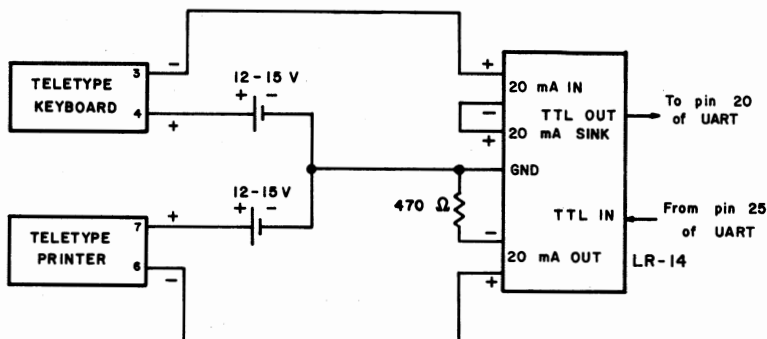 TELETYPE
KEYBOARD
3
4
−
+
12-15 V
+ −
TELETYPE
PRINTER
7
6
+
−
12-15 V
+ −
470 Ω
+
20 mA IN
−
TTL OUT
+
20 mA SINK
GND
TTL IN
−
20 mA OUT
+
LR-14
To pin 20
of UART
From pin 25
of UART